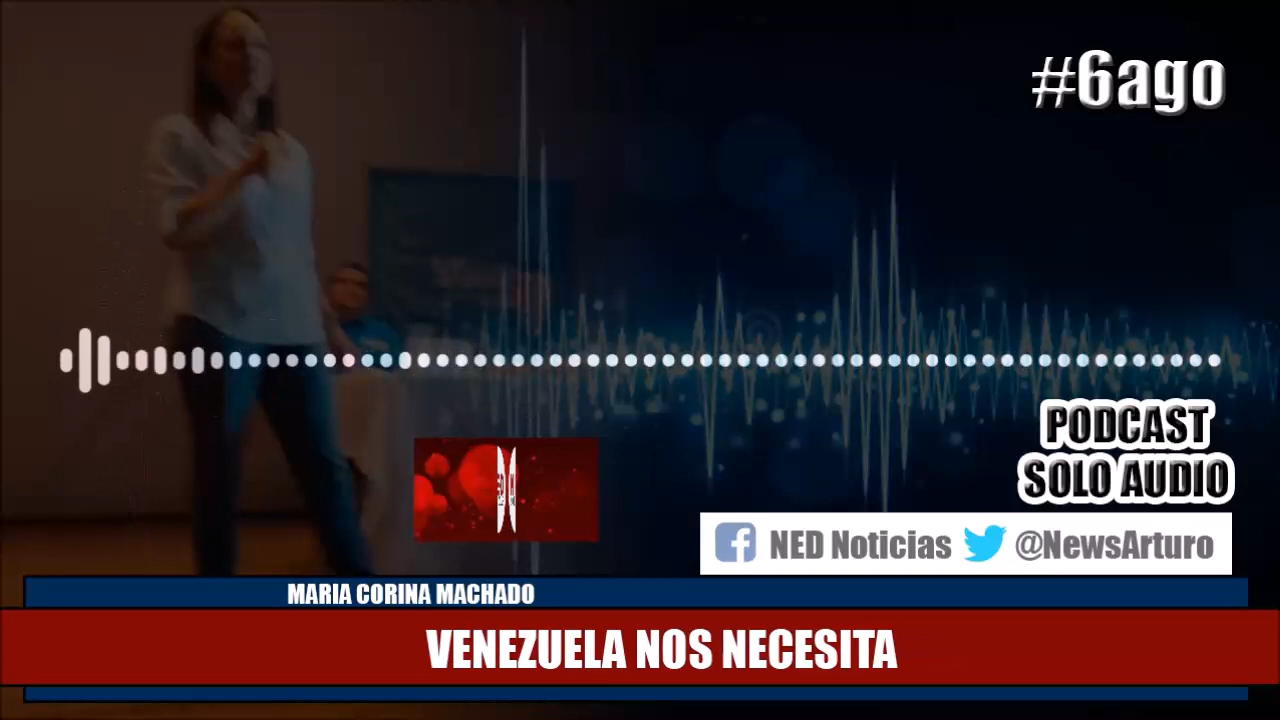 #6ago
PODCAST
SOLO AUDIO
NED Noticias @NewsArturo
MARIA CORINA MACHADO
VENEZUELA NOS NECESITA